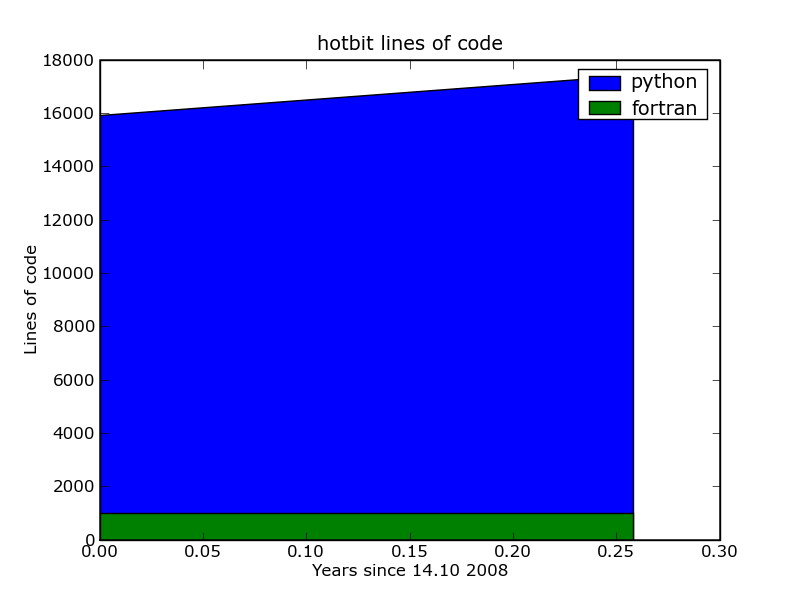 hotbit lines of code
18000
16000
14000
12000
10000
8000
6000
4000
2000
0
Lines of code
python
fortran
0.00 0.05 0.10 0.15 0.20 0.25 0.30
Years since 14.10 2008